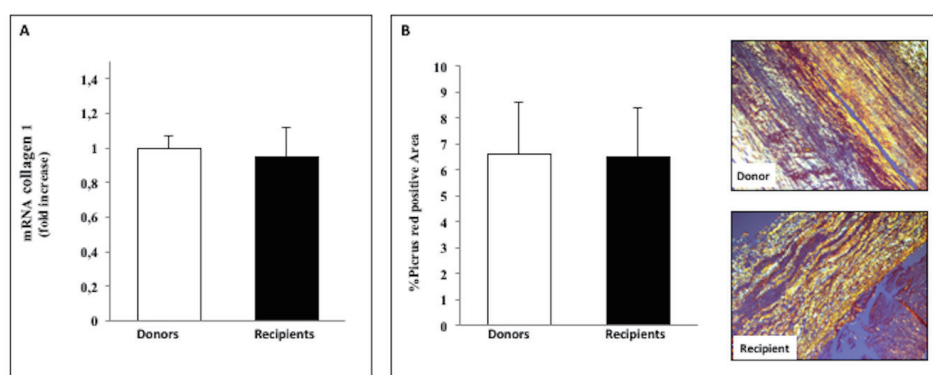 A
mRNA collagen 1
(fold increase)
1,4
1,2
1
0,8
0,6
0,4
0,2
0
Donors Recipients
B
%Picrus red positive Area
10
9
8
7
6
5
4
3
2
1
0
Donors Recipients
Donor
Recipient